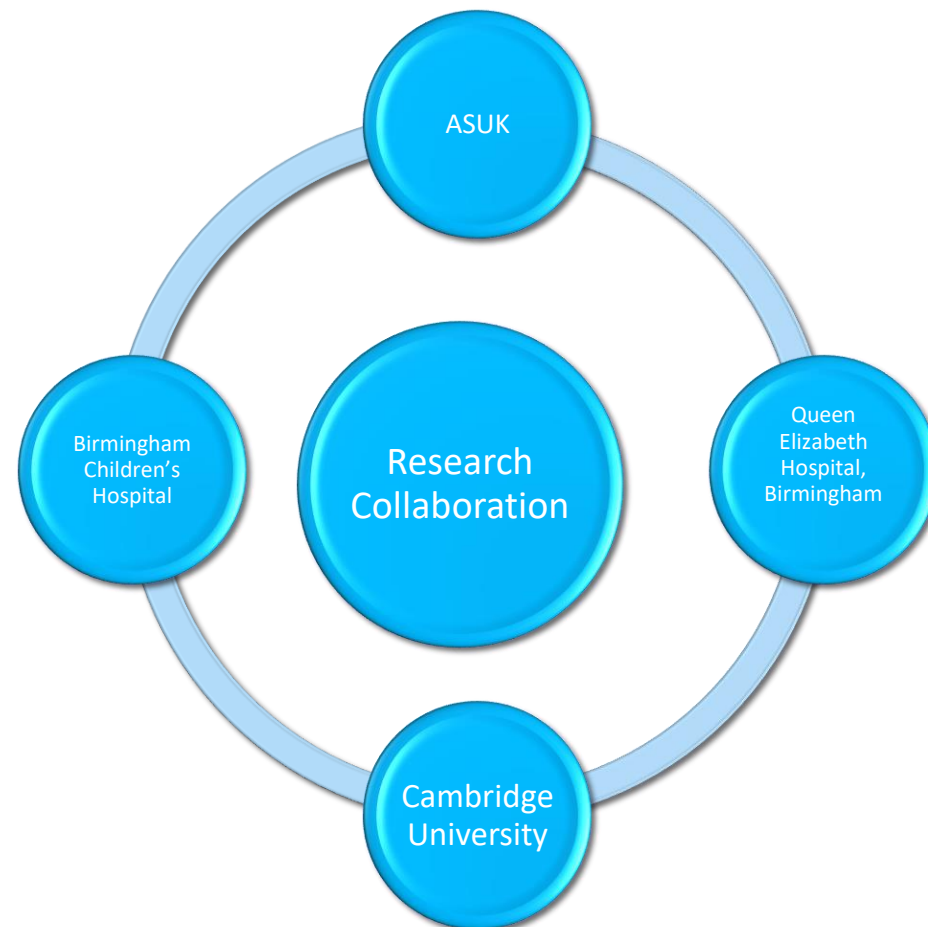 ASUK
Birmingham
Children’s
Hospital
Research
Collaboration
Queen
Elizabeth
Hospital,
Birmingham
Cambridge
University